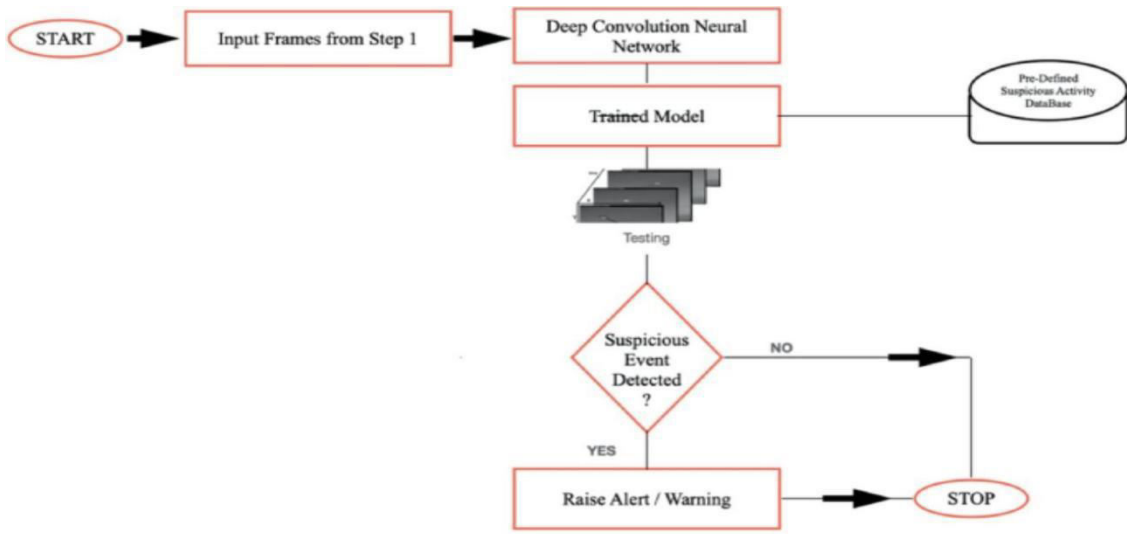 START
Input Frames from Step 1
Deep Convolution Neural
Network
Pre-Defined
Suspicious Activity
DataBase
Trained Model
Testing
Suspicious
Event
Detected
?
NO
YES
Raise Alert / Warning
STOP